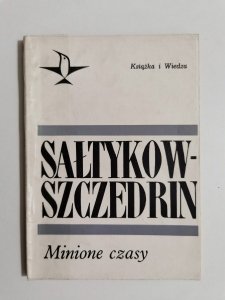 Książka i Wiedza
SAŁTYKOW-
SZCZEDRIN
Minione czasy